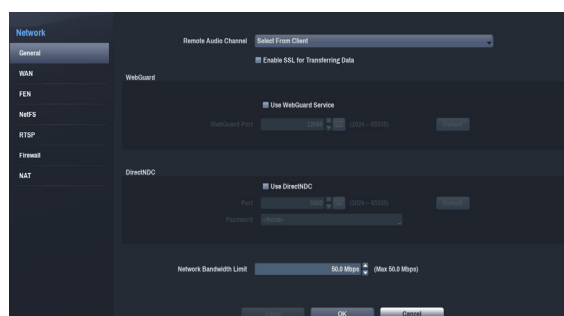 Network
General
WAN
FEN
NetFS
RTSP
Firewall
NAT
Remote Audio Channel Select From Client
Enable SSL for Transferring Data
WebGuard
Use WebGuard Service
WebGuard Port 12088 (1024 ~ 65535) Default
DirectNDC
Use DirectNDC
Port (1024 ~ 65535) Default
Password <None>
Network Bandwidth Limit 50.0 Mbps (Max 50.0 Mbps)
OK Cancel